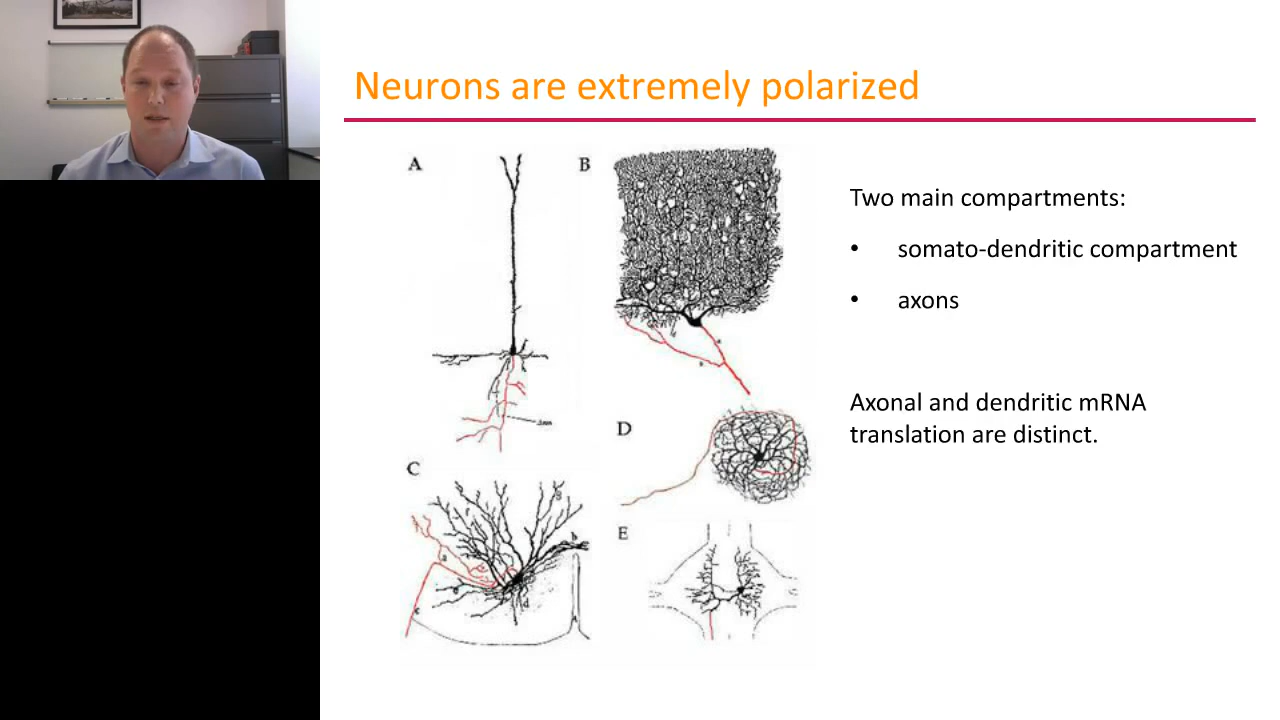 Neurons are extremely polarized
A
B
Two main compartments:
• somato-dendritic compartment
• axons
Axonal and dendritic mRNA
translation are distinct.
D
C
E